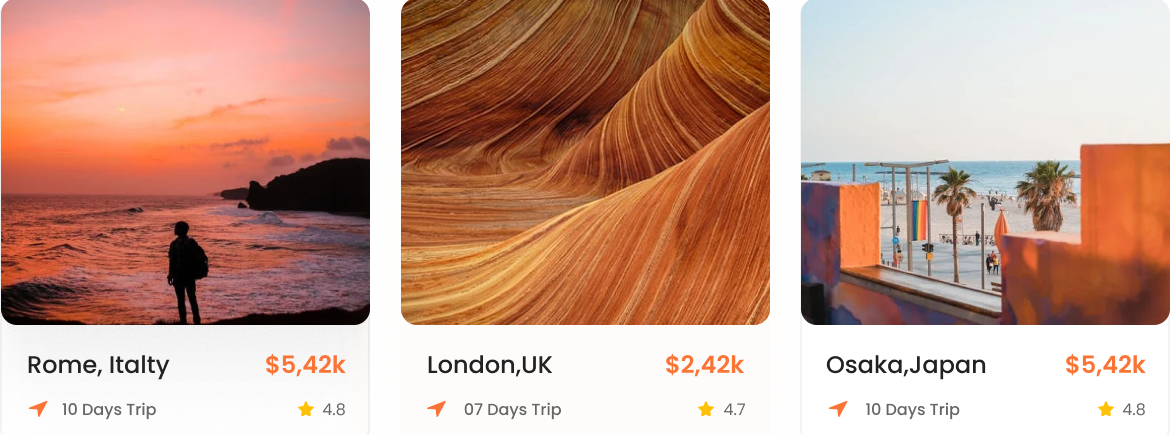 Rome, Italty $5,42k
10 Days Trip 4.8
London,UK $2,42k
07 Days Trip 4.7
Osaka,Japan $5,42k
10 Days Trip 4.8